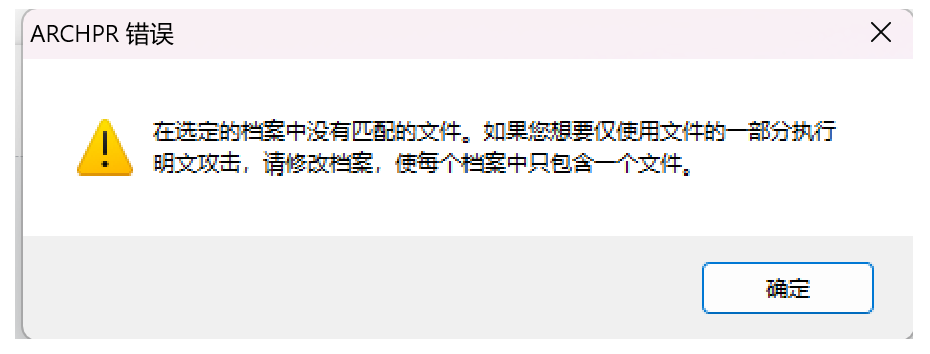 ARCHPR 错误
在选定的档案中没有匹配的文件。如果您想要仅使用文件的一部分执行
明文攻击，请修改档案，使每个档案中只包含一个文件。
确定